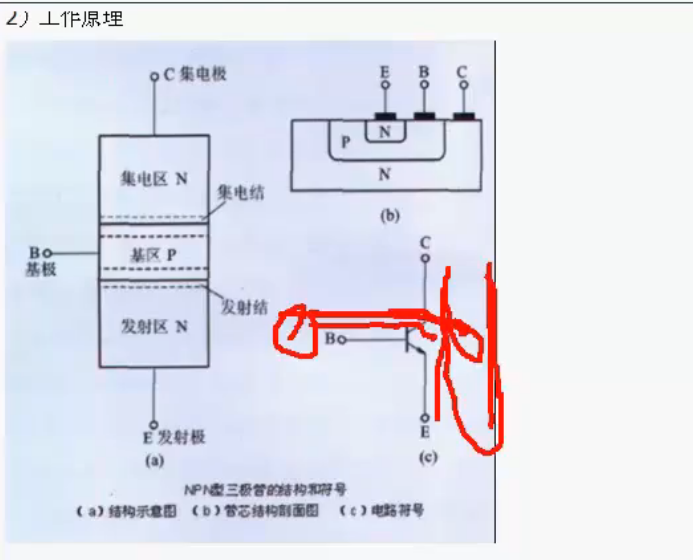 2）工作原理
C 集电极
集电区 N
集电结
B
基极
基区 P
发射结
发射区 N
E 发射极
(a)
E B C
P N
N
(b)
C
B
E
(c)
NPN型三极管的结构和符号
（a）结构示意图 （b）管芯结构剖面图 （c）电路符号